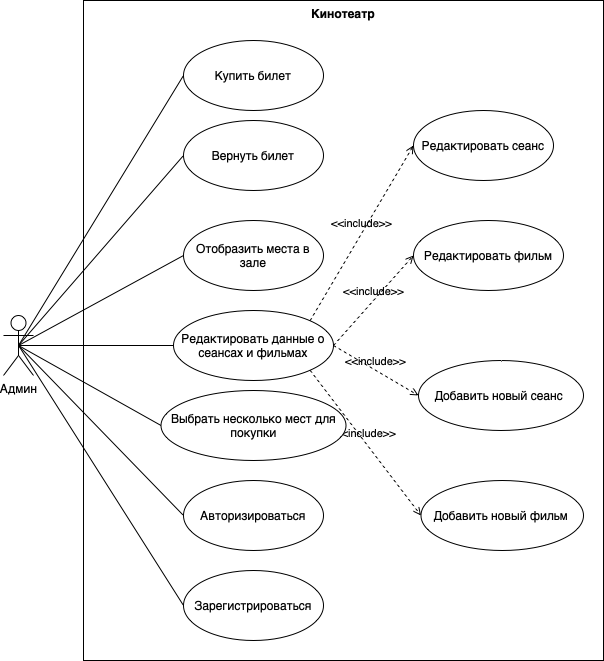 Кинотеатр
Купить билет
Вернуть билет
Редактировать сеанс
<<include>>
Отобразить места в
зале
Редактировать фильм
<<include>>
Редактировать данные о
сеансах и фильмах
<<include>>
Админ
Добавить новый сеанс
Выбрать несколько мест для
покупки
<include>>
Авторизироваться
Добавить новый фильм
Зарегистрироваться